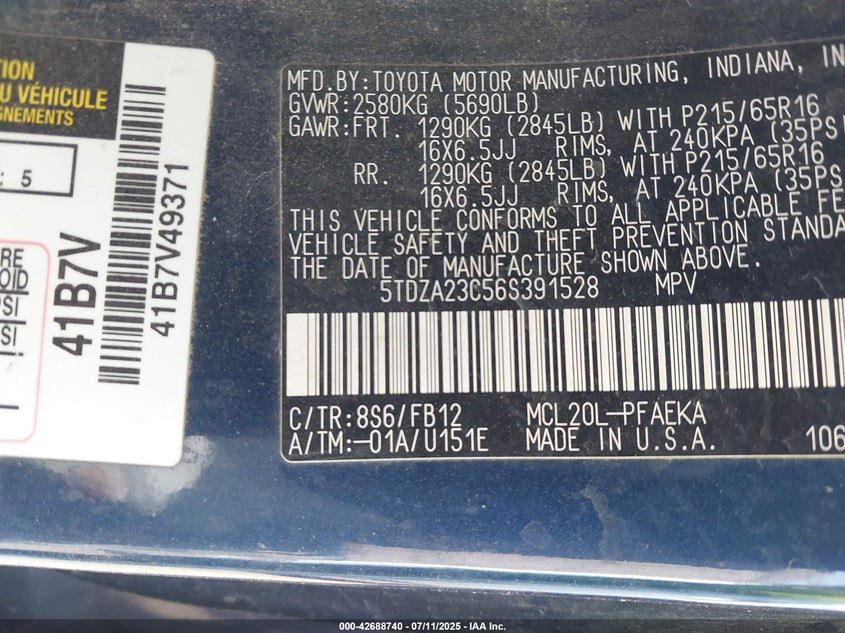 TION
U VÉHICULE
IGNEMENTS
: 5
RE
OID
PSI
SI
41B7V
41B7V49371
MFD.BY:TOYOTA MOTOR MANUFACTURING, INDIANA, IN
GVWR:2580KG (5690LB)
GAWR:FRT. 1290KG (2845LB) WITH P215/65R16
16X6.5JJ RIMS, AT 240KPA (35PS
RR. 1290KG (2845LB) WITH P215/65R16
16X6.5JJ RIMS, AT 240KPA (35PS
THIS VEHICLE CONFORMS TO ALL APPLICABLE FE
VEHICLE SAFETY AND THEFT PREVENTION STANDA
THE DATE OF MANUFACTURE SHOWN ABOVE.
5TDZA23C56S391528 MPV
C/TR:8S6/FB12 MCL20L-PFAEKA
A/TM:-01A/U151E MADE IN U.S.A. 106
000-42688740 - 07/11/2025 - IAA Inc.